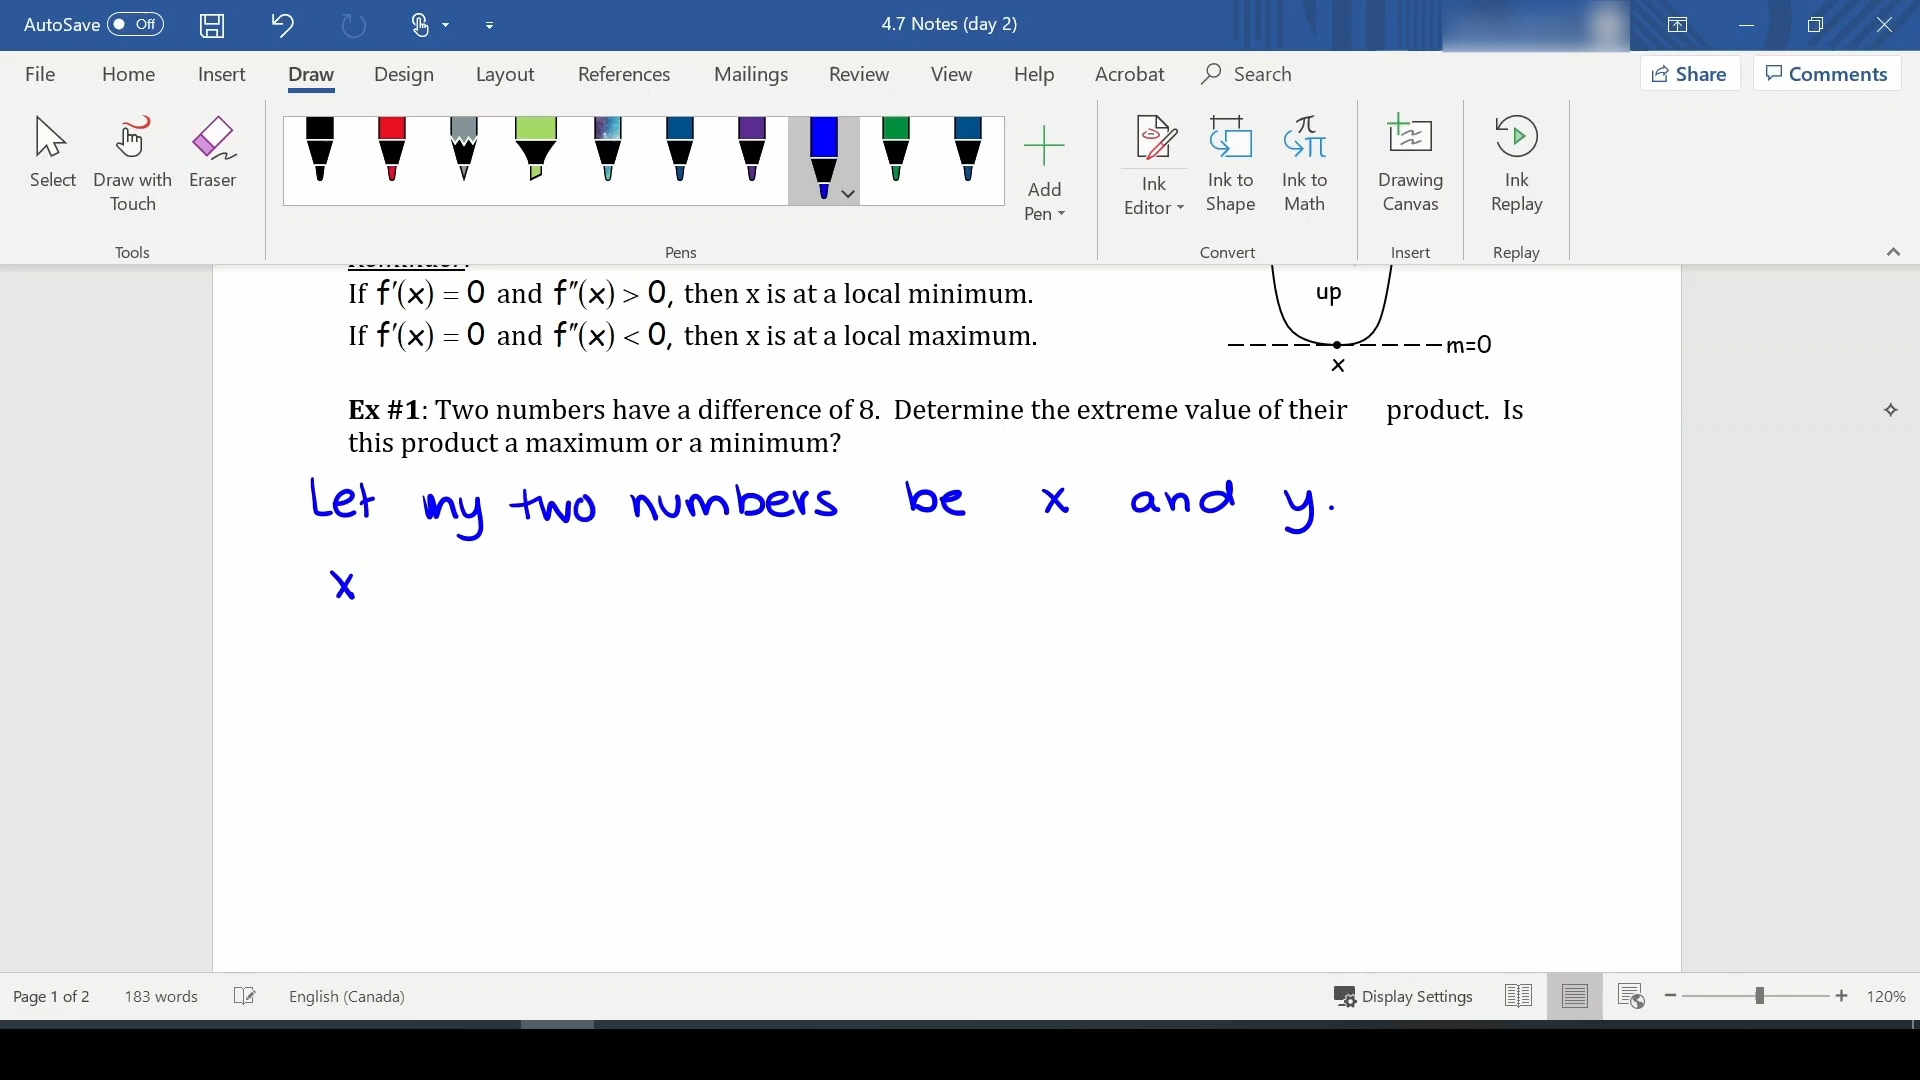 AutoSave Off 4.7 Notes (day 2)
File Home Insert Draw Design Layout References Mailings Review View Help Acrobat Search Share Comments
Select Draw with Touch Eraser Add Pen Ink Editor Ink to Shape Ink to Math Drawing Canvas Ink Replay
Tools Pens Convert Insert Replay
If f′(x) = 0 and f″(x) > 0, then x is at a local minimum.
up
If f′(x) = 0 and f″(x) < 0, then x is at a local maximum.
m=0
x
Ex #1: Two numbers have a difference of 8. Determine the extreme value of their product. Is
this product a maximum or a minimum?
Let my two numbers be x and y.
x
Page 1 of 2 183 words English (Canada) Display Settings 120%